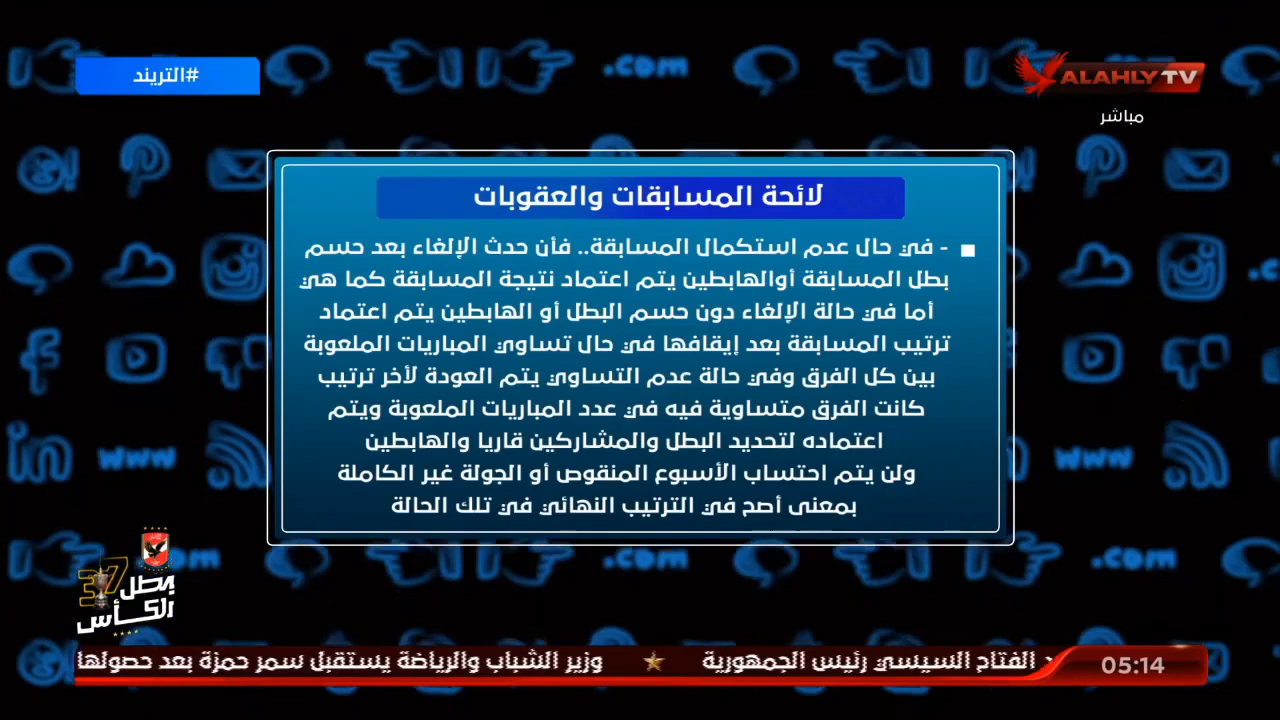 #التريند
ALAHLY TV
مباشر
لائحة المسابقات والعقوبات
- في حال عدم استكمال المسابقة.. فأن حدث الإلغاء بعد حسم
بطل المسابقة أوالهابطين يتم اعتماد نتيجة المسابقة كما هي
أما في حالة الإلغاء دون حسم البطل أو الهابطين يتم اعتماد
ترتيب المسابقة بعد إيقافها في حال تساوي المباريات الملعوبة
بين كل الفرق وفي حالة عدم التساوي يتم العودة لأخر ترتيب
كانت الفرق متساوية فيه في عدد المباريات الملعوبة ويتم
اعتماده لتحديد البطل والمشاركين قاريا والهابطين
ولن يتم احتساب الأسبوع المنقوص أو الجولة غير الكاملة
بمعنى أصح في الترتيب النهائي في تلك الحالة
.com
www
37
بطل
الكأس
د الفتاح السيسي رئيس الجمهورية ★ وزير الشباب والرياضة يستقبل سمر حمزة بعد حصولها
05:14